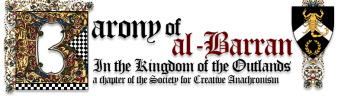 Barony of
al-Barran
In the Kingdom of the Outlands
a chapter of the Society for Creative Anachronism